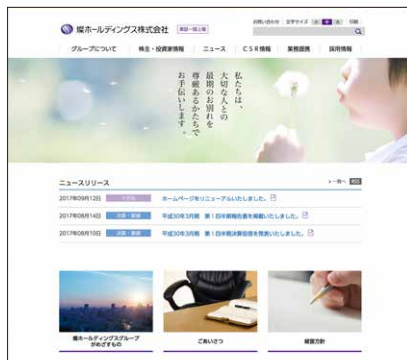 燦ホールディングス株式会社 東証一部上場
お問い合わせ 文字サイズ 小 中 大 印刷
グループについて 株主・投資家情報 ニュース CSR情報 業務提携 採用情報
私たちは、
大切な人との
最期のお別れを
尊厳あるかたちで
お手伝いします。
ニュースリリース
一覧へ RSS
2017年09月12日 ホームページをリニューアルいたしました。
2017年08月14日 決算・業績 平成30年3月期 第1四半期報告書を掲載いたしました。
2017年08月10日 決算・業績 平成30年3月期 第1四半期決算短信を発表いたしました。
燦ホールディングスグループ
がめざすもの
ごあいさつ
経営方針